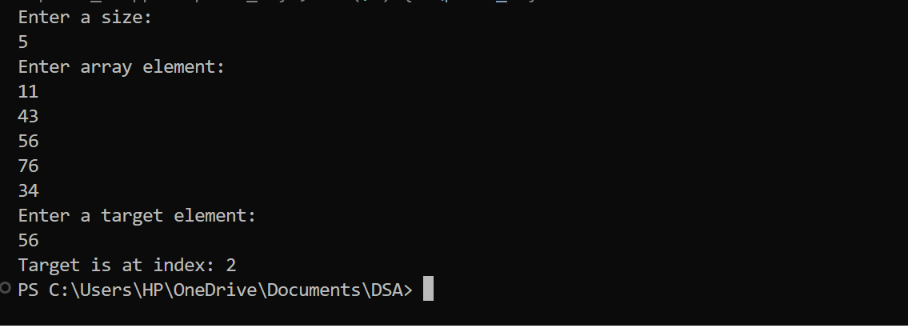 Enter a size:
5
Enter array element:
11
43
56
76
34
Enter a target element:
56
Target is at index: 2
PS C:\Users\HP\OneDrive\Documents\DSA>